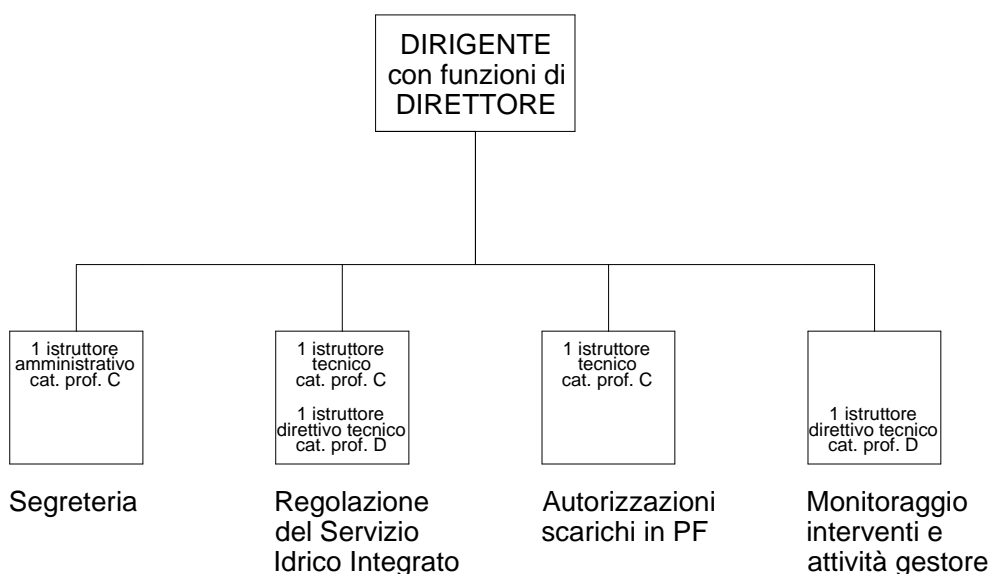 DIRIGENTE
con funzioni di
DIRETTORE
1 istruttore
amministrativo
cat. prof. C
1 istruttore
tecnico
cat. prof. C
1 istruttore
direttivo tecnico
cat. prof. D
1 istruttore
tecnico
cat. prof. C
1 istruttore
direttivo tecnico
cat. prof. D
Segreteria
Regolazione
del Servizio
Idrico Integrato
Autorizzazioni
scarichi in PF
Monitoraggio
interventi e
attività gestore